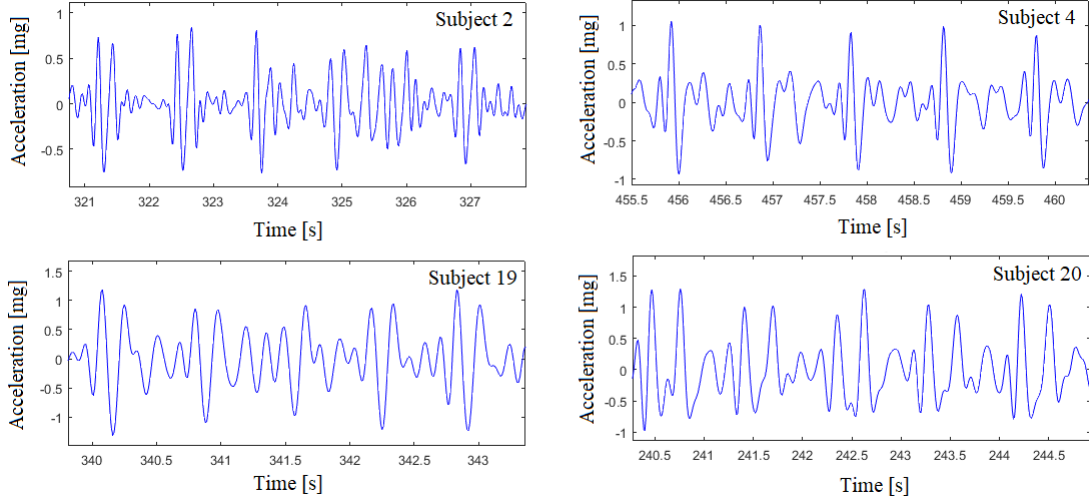 Subject 2
Acceleration [mg]
1
0.5
0
-0.5
321 322 323 324 325 326 327
Time [s]
Subject 4
Acceleration [mg]
1
0.5
0
-0.5
-1
455.5 456 456.5 457 457.5 458 458.5 459 459.5 460
Time [s]
Subject 19
Acceleration [mg]
1.5
1
0.5
0
-0.5
-1
340 340.5 341 341.5 342 342.5 343
Time [s]
Subject 20
Acceleration [mg]
1.5
1
0.5
0
-0.5
-1
240.5 241 241.5 242 242.5 243 243.5 244 244.5
Time [s]